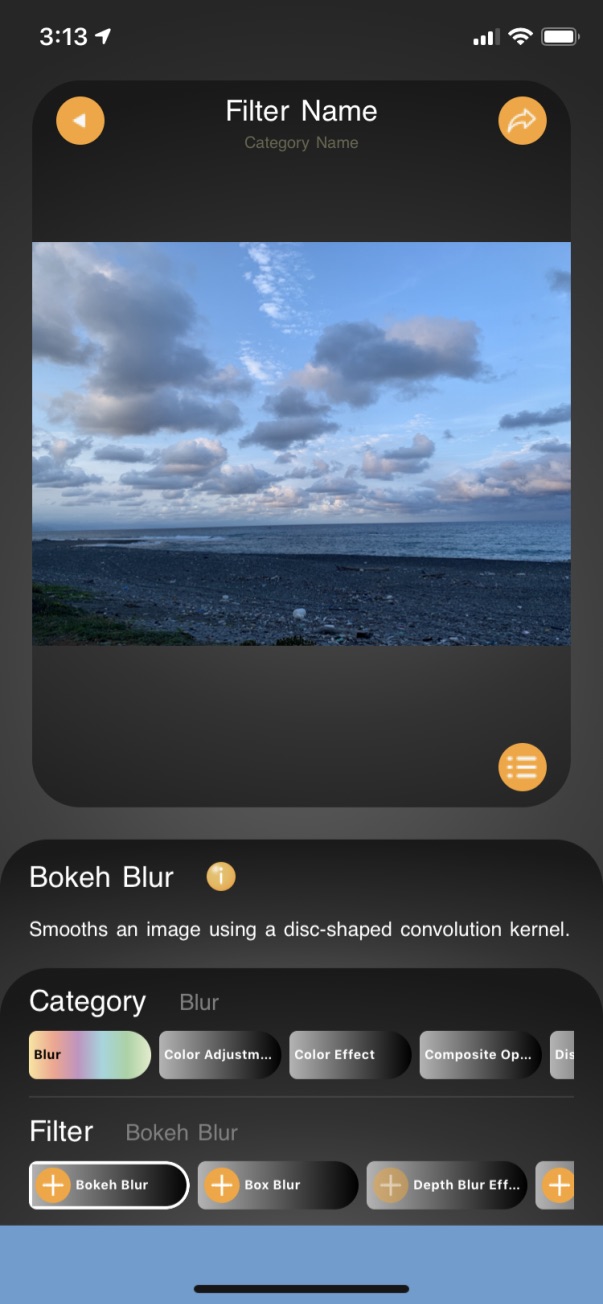 3:13
Filter Name
Category Name
Bokeh Blur
Smooths an image using a disc-shaped convolution kernel.
Category Blur
Blur Color Adjustm... Color Effect Composite Op... Dis
Filter Bokeh Blur
Bokeh Blur Box Blur Depth Blur Eff...